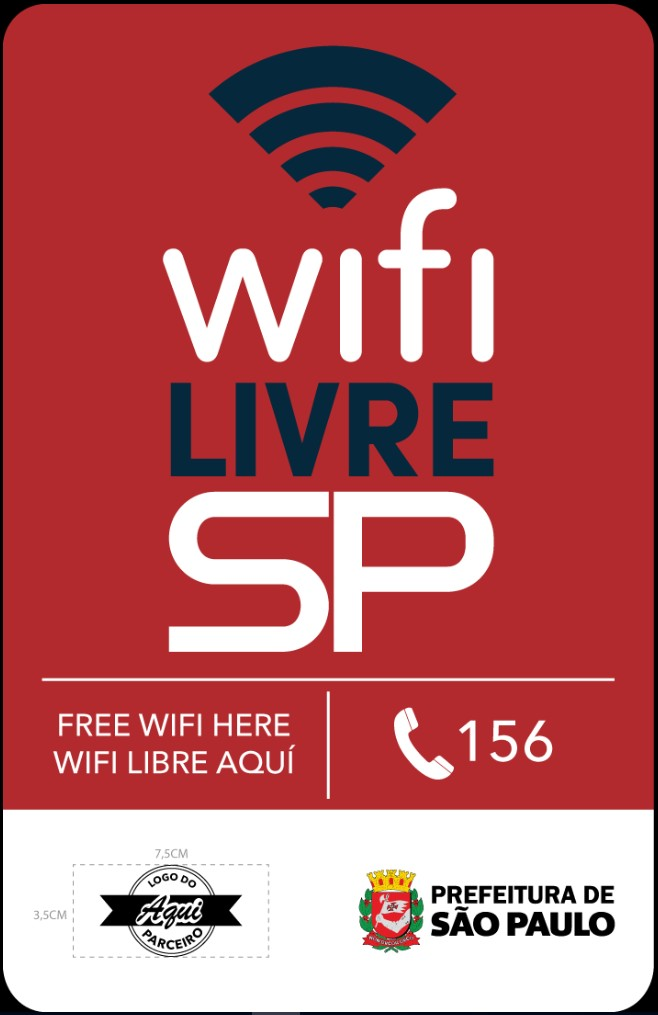 wifi
LIVRE
SP
FREE WIFI HERE
WIFI LIBRE AQUÍ
156
7,5CM
3,5CM
LOGO DO
Aqui
PARCEIRO
PREFEITURA DE
SÃO PAULO